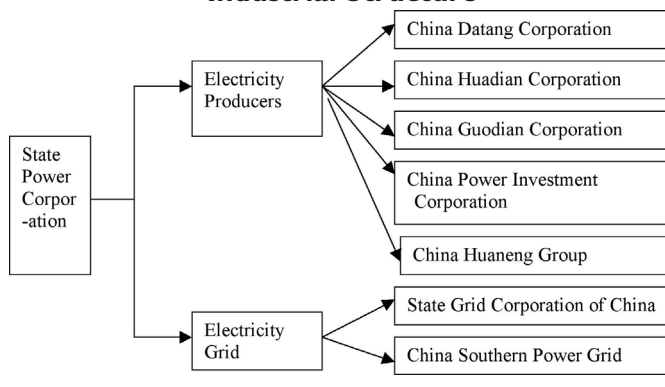 Industrial Structure
State
Power
Corpor
-ation
Electricity
Producers
Electricity
Grid
China Datang Corporation
China Huadian Corporation
China Guodian Corporation
China Power Investment
Corporation
China Huaneng Group
State Grid Corporation of China
China Southern Power Grid